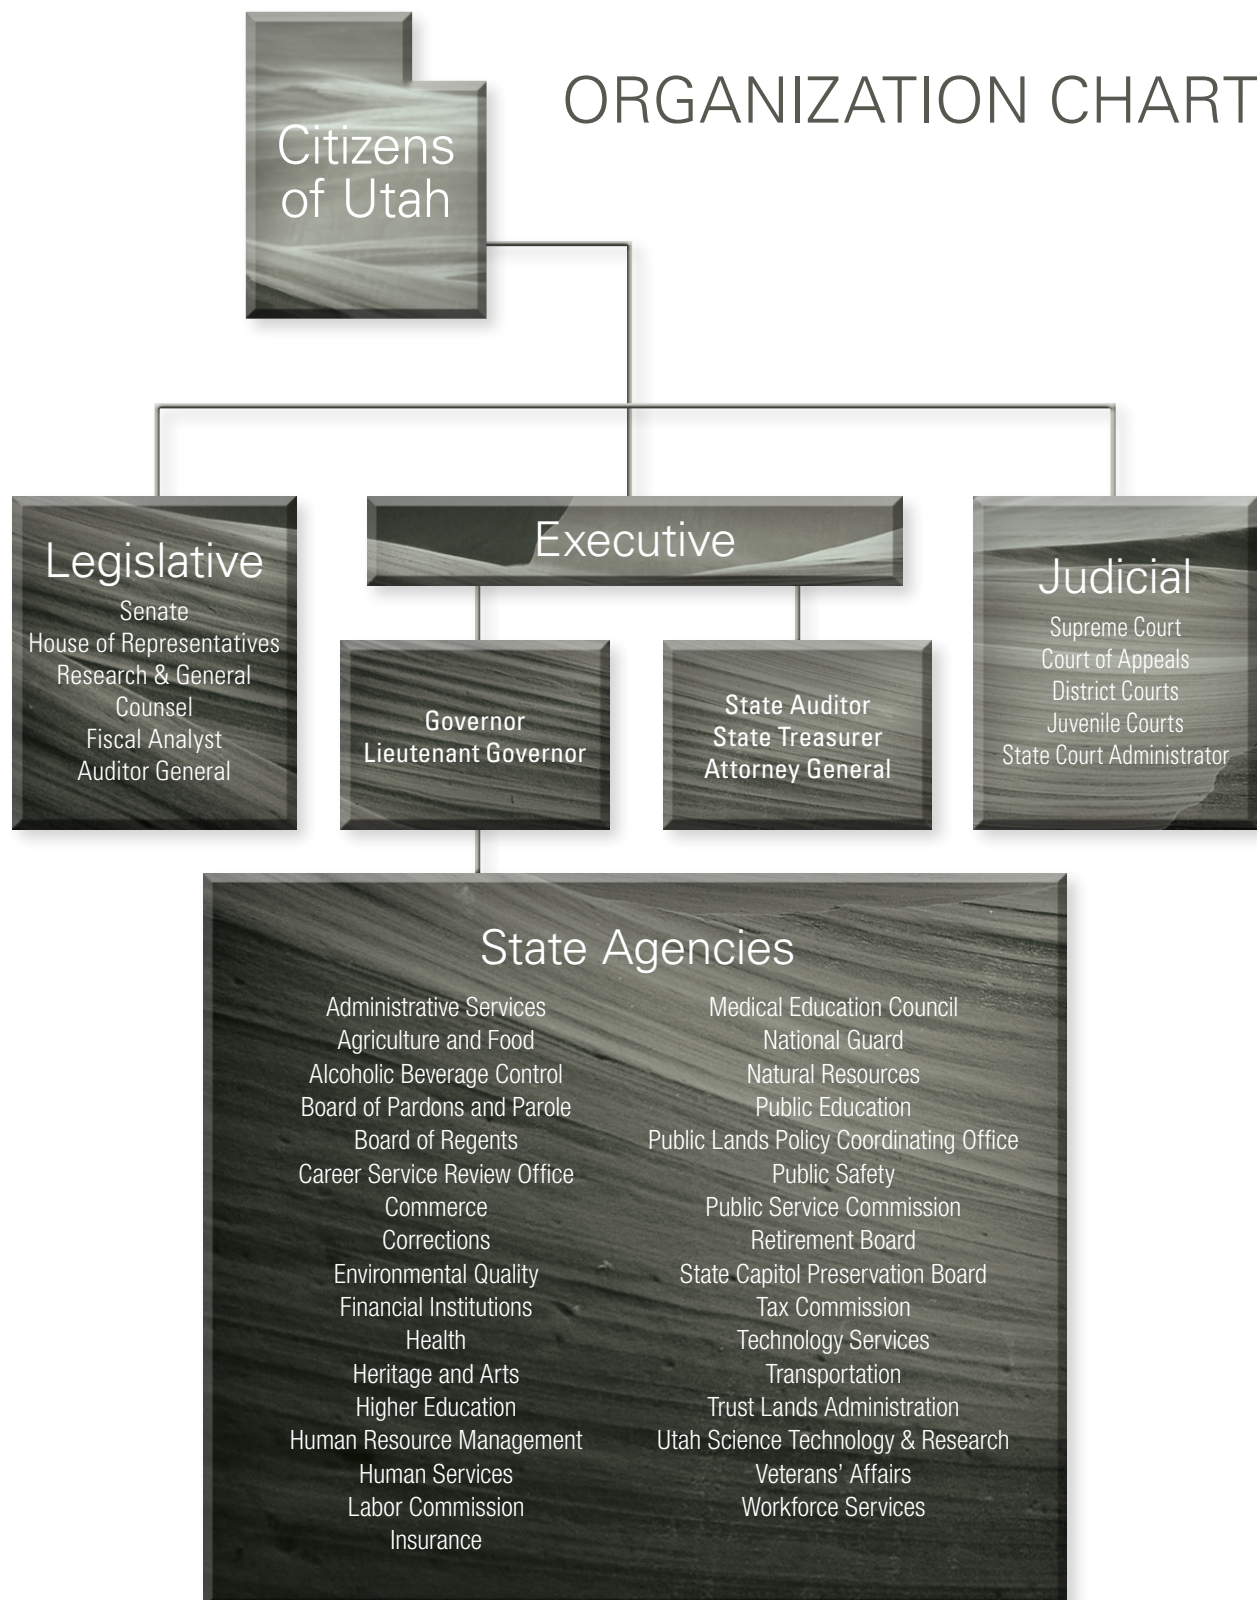 ORGANIZATION CHART
Citizens
of Utah
Legislative
Senate
House of Representatives
Research & General
Counsel
Fiscal Analyst
Auditor General
Executive
Governor
Lieutenant Governor
State Auditor
State Treasurer
Attorney General
Judicial
Supreme Court
Court of Appeals
District Courts
Juvenile Courts
State Court Administrator
State Agencies
Administrative Services
Agriculture and Food
Alcoholic Beverage Control
Board of Pardons and Parole
Board of Regents
Career Service Review Office
Commerce
Corrections
Environmental Quality
Financial Institutions
Health
Heritage and Arts
Higher Education
Human Resource Management
Human Services
Labor Commission
Insurance
Medical Education Council
National Guard
Natural Resources
Public Education
Public Lands Policy Coordinating Office
Public Safety
Public Service Commission
Retirement Board
State Capitol Preservation Board
Tax Commission
Technology Services
Transportation
Trust Lands Administration
Utah Science Technology & Research
Veterans’ Affairs
Workforce Services